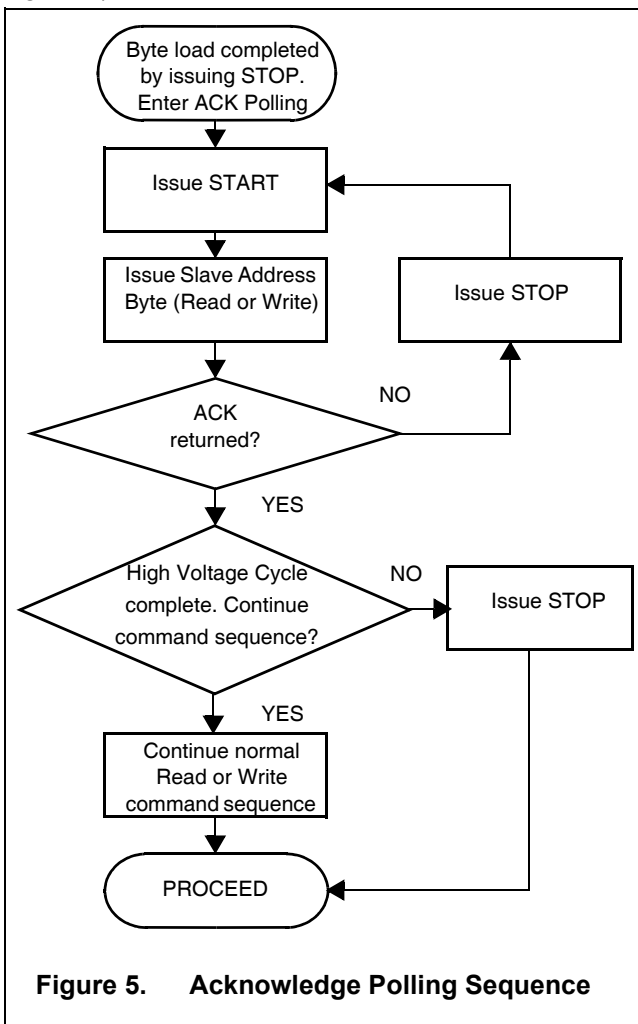 Byte load completed
by issuing STOP.
Enter ACK Polling
Issue START
Issue Slave Address
Byte (Read or Write)
Issue STOP
ACK
returned?
NO
YES
High Voltage Cycle
complete. Continue
command sequence?
NO
Issue STOP
YES
Continue normal
Read or Write
command sequence
PROCEED
Figure 5. Acknowledge Polling Sequence